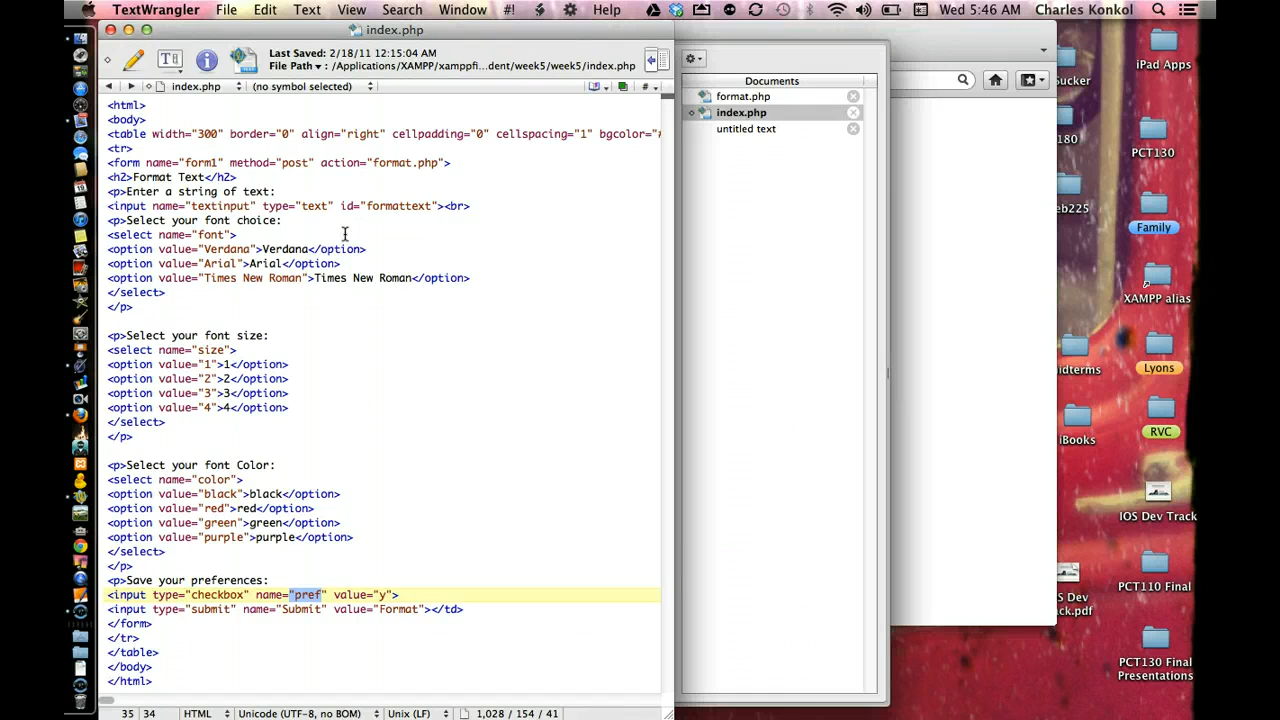 TextWrangler File Edit Text View Search Window #! Help Wed 5:46 AM Charles Konkol
index.php
Last Saved: 2/18/11 12:15:04 AM
File Path ▾ : /Applications/XAMPP/xamppfi...dent/week5/week5/index.php
index.php (no symbol selected) #
<html>
<body>
<table width="300" border="0" align="right" cellpadding="0" cellspacing="1" bgcolor="#
<tr>
<form name="form1" method="post" action="format.php">
<h2>Format Text</h2>
<p>Enter a string of text:
<input name="textinput" type="text" id="formattext"><br>
<p>Select your font choice:
<select name="font">
<option value="Verdana">Verdana</option>
<option value="Arial">Arial</option>
<option value="Times New Roman">Times New Roman</option>
</select>
</p>
<p>Select your font size:
<select name="size">
<option value="1">1</option>
<option value="2">2</option>
<option value="3">3</option>
<option value="4">4</option>
</select>
</p>
<p>Select your font Color:
<select name="color">
<option value="black">black</option>
<option value="red">red</option>
<option value="green">green</option>
<option value="purple">purple</option>
</select>
</p>
<p>Save your preferences:
<input type="checkbox" name="pref" value="y">
<input type="submit" name="Submit" value="Format"></td>
</form>
</tr>
</table>
</body>
</html>
35 34 HTML Unicode (UTF-8, no BOM) Unix (LF) 1,028 / 154 / 41
Documents
format.php
index.php
untitled text
Sucker
180
eb225
idterms
iBooks
S Dev
ck.pdf
iPad Apps
PCT130
Family
XAMPP alias
Lyons
RVC
IOS Dev Track
PCT110 Final
PCT130 Final
Presentations